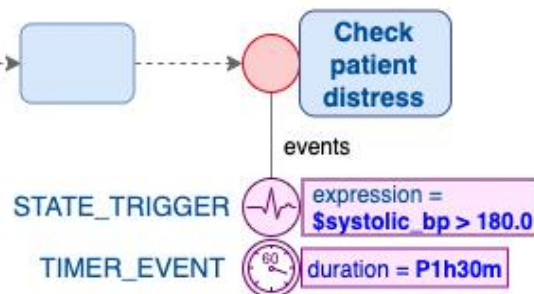 Check
patient
distress
events
STATE_TRIGGER
expression =
$systolic_bp > 180.0
TIMER_EVENT
60
duration = P1h30m